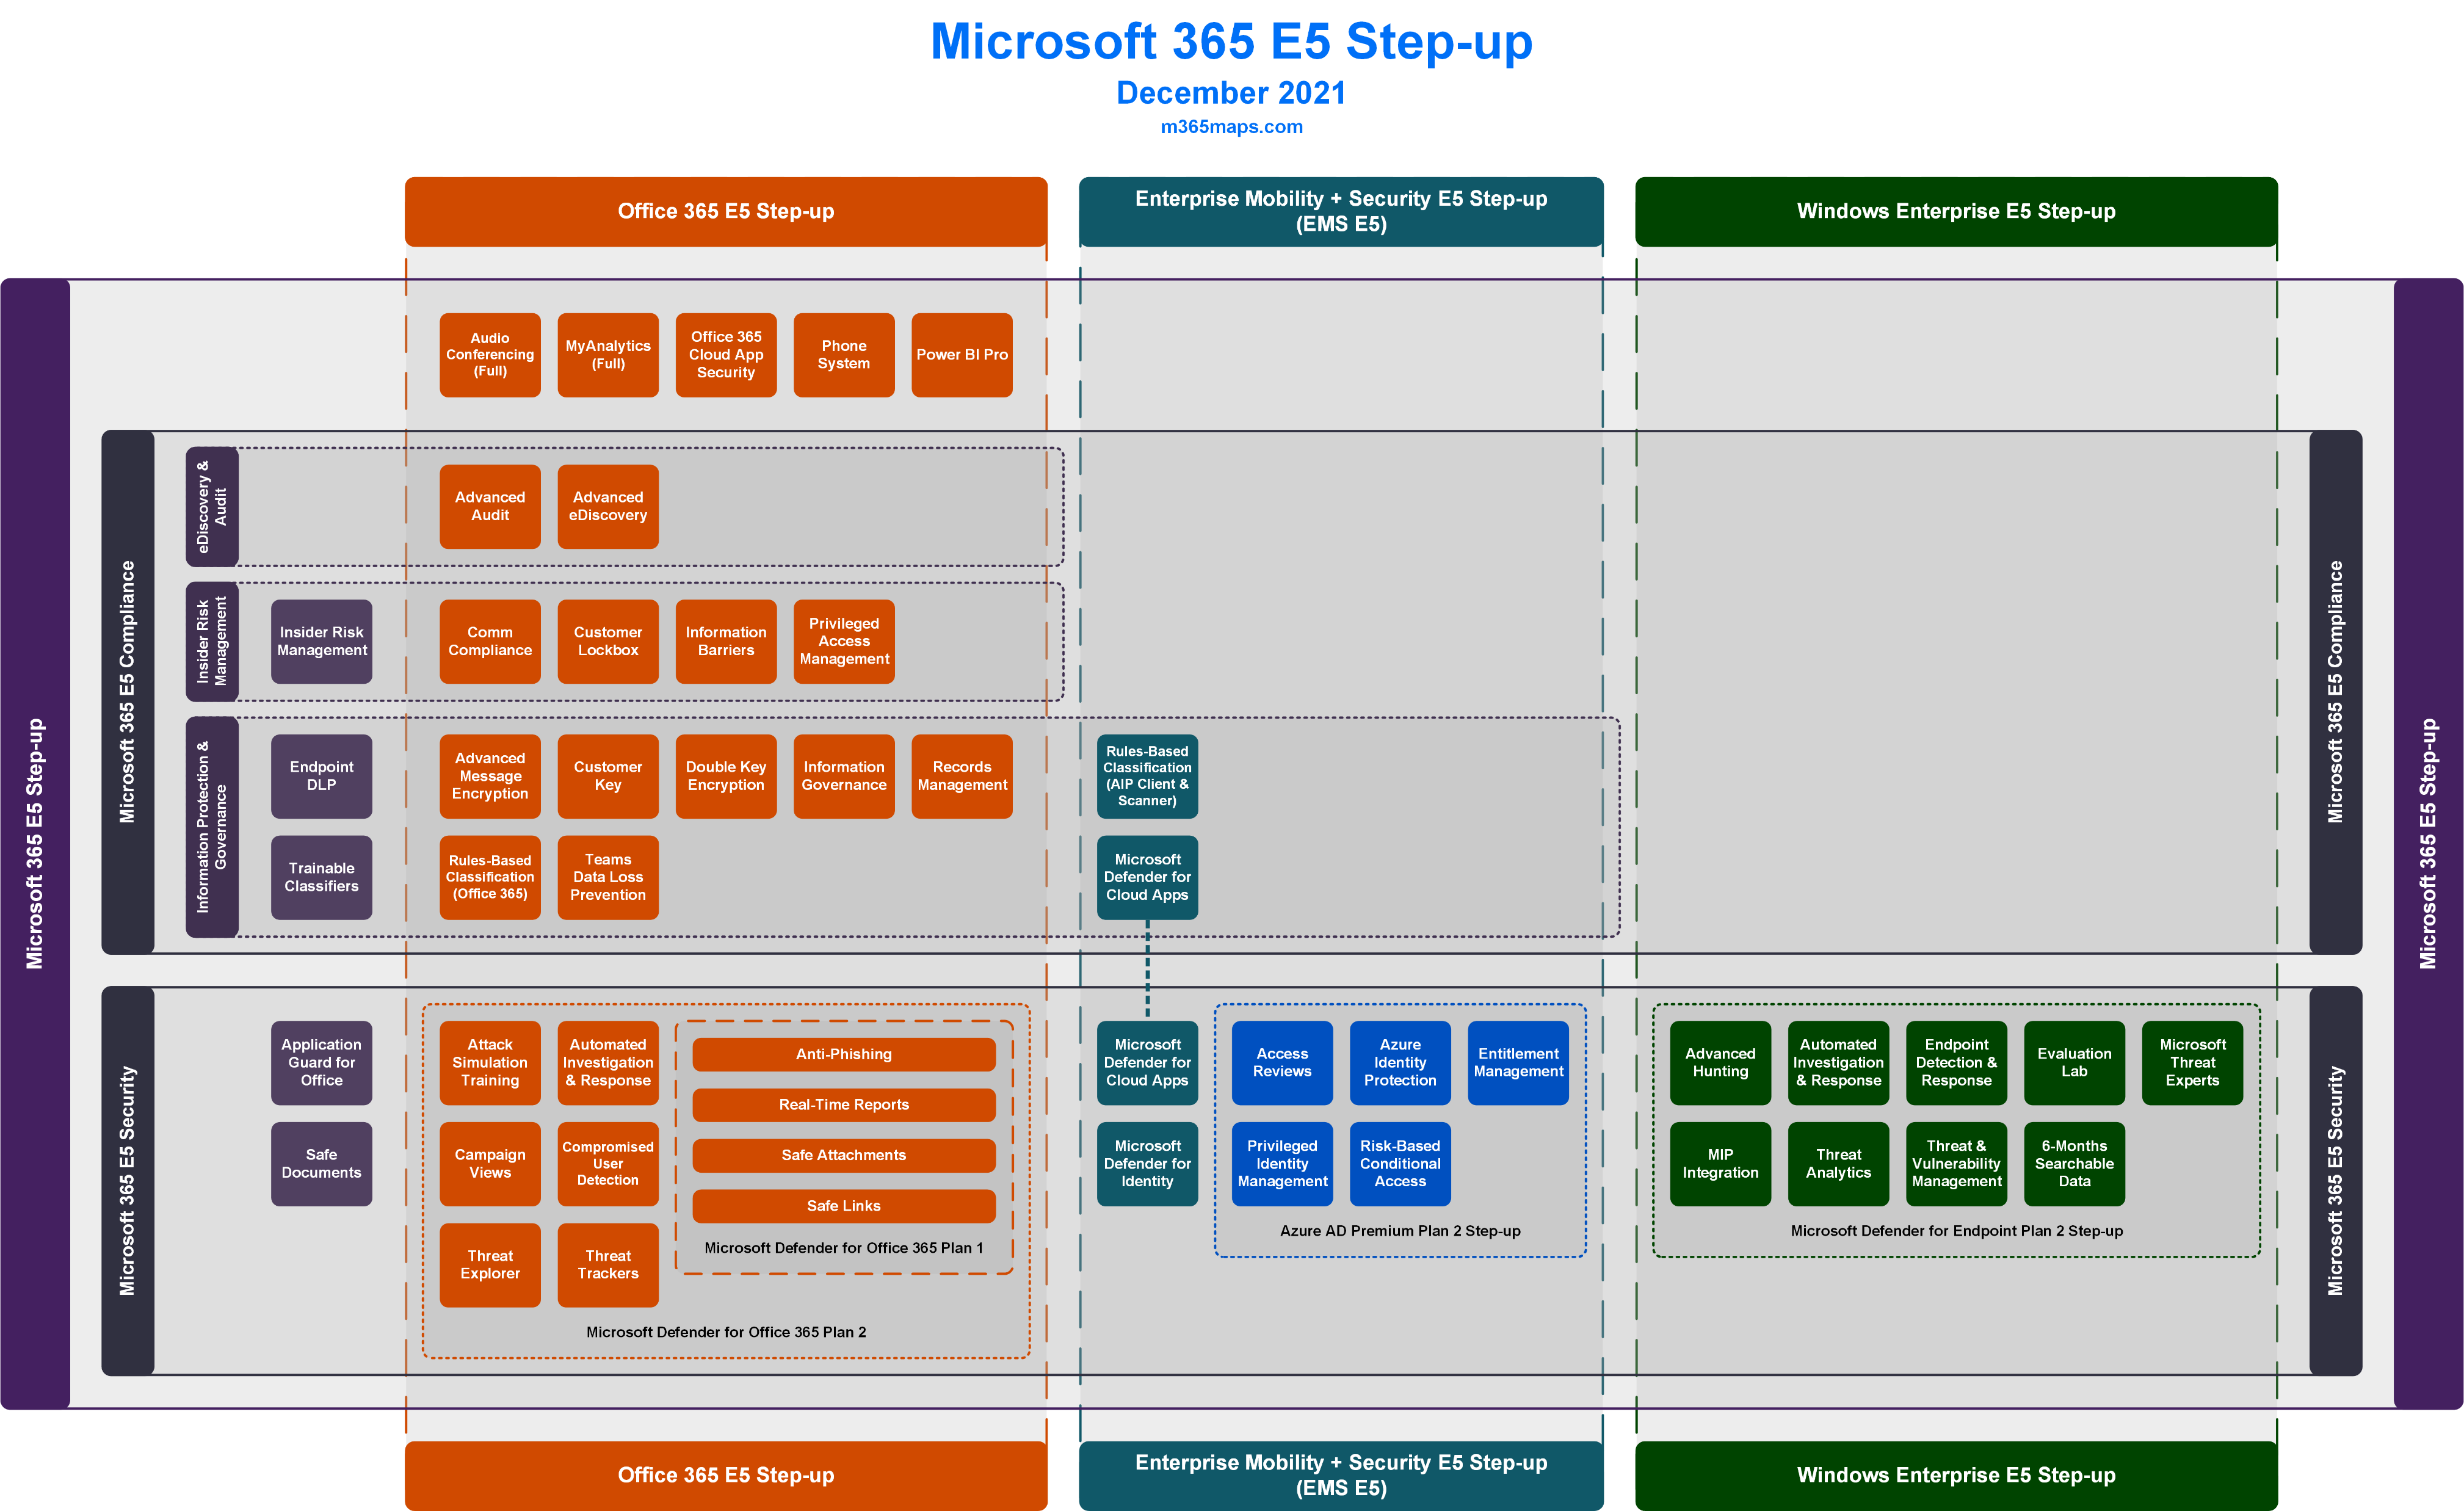 Microsoft 365 E5 Step-up
December 2021
m365maps.com
Office 365 E5 Step-up
Enterprise Mobility + Security E5 Step-up
(EMS E5)
Windows Enterprise E5 Step-up
Microsoft 365 E5 Step-up
Audio
Conferencing
(Full)
MyAnalytics
(Full)
Office 365
Cloud App
Security
Phone
System
Power BI Pro
Microsoft 365 E5 Step-up
Microsoft 365 E5 Compliance
eDiscovery &
Audit
Advanced
Audit
Advanced
eDiscovery
Insider Risk
Management
Insider Risk
Management
Comm
Compliance
Customer
Lockbox
Information
Barriers
Privileged
Access
Management
Information Protection &
Governance
Endpoint
DLP
Advanced
Message
Encryption
Customer
Key
Double Key
Encryption
Information
Governance
Records
Management
Rules-Based
Classification
(AIP Client &
Scanner)
Trainable
Classifiers
Rules-Based
Classification
(Office 365)
Teams
Data Loss
Prevention
Microsoft
Defender for
Cloud Apps
Microsoft 365 E5 Compliance
Microsoft 365 E5 Security
Application
Guard for
Office
Safe
Documents
Attack
Simulation
Training
Automated
Investigation
& Response
Campaign
Views
Compromised
User
Detection
Threat
Explorer
Threat
Trackers
Anti-Phishing
Real-Time Reports
Safe Attachments
Safe Links
Microsoft Defender for Office 365 Plan 1
Microsoft Defender for Office 365 Plan 2
Microsoft
Defender for
Cloud Apps
Microsoft
Defender for
Identity
Access
Reviews
Azure
Identity
Protection
Entitlement
Management
Privileged
Identity
Management
Risk-Based
Conditional
Access
Azure AD Premium Plan 2 Step-up
Advanced
Hunting
Automated
Investigation
& Response
Endpoint
Detection &
Response
Evaluation
Lab
Microsoft
Threat
Experts
MIP
Integration
Threat
Analytics
Threat &
Vulnerability
Management
6-Months
Searchable
Data
Microsoft Defender for Endpoint Plan 2 Step-up
Microsoft 365 E5 Security
Office 365 E5 Step-up
Enterprise Mobility + Security E5 Step-up
(EMS E5)
Windows Enterprise E5 Step-up